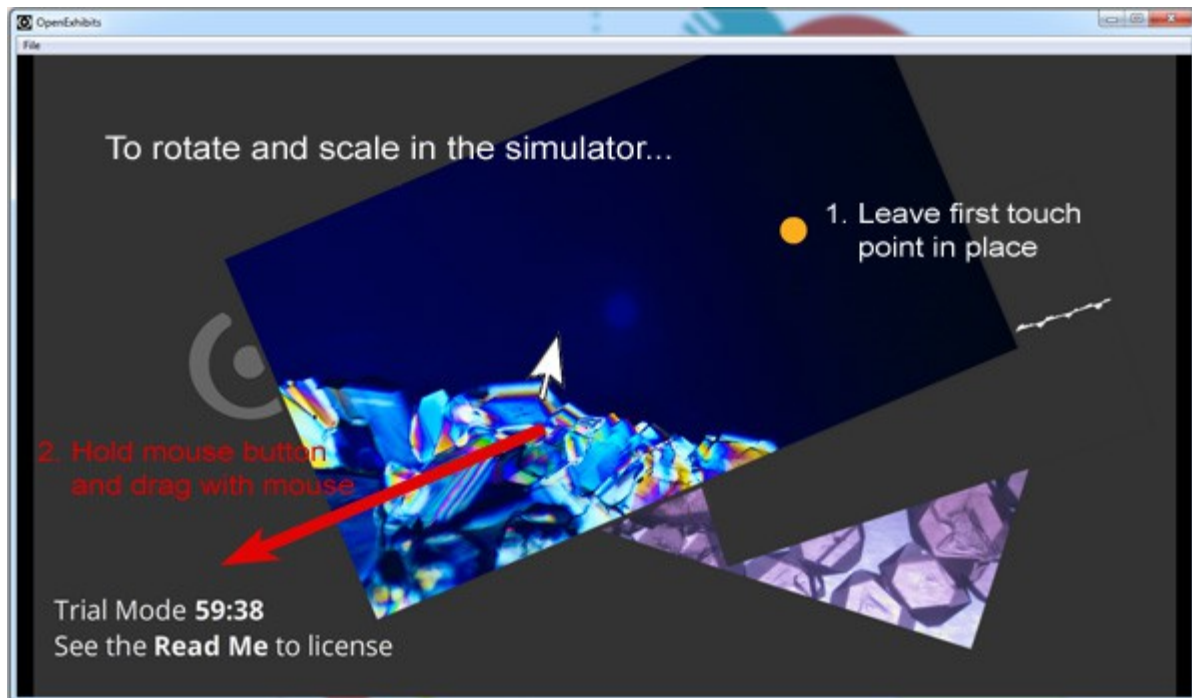 OpenExhibits
File
To rotate and scale in the simulator...
1. Leave first touch
point in place
2. Hold mouse button
and drag with mouse
Trial Mode 59:38
See the Read Me to license